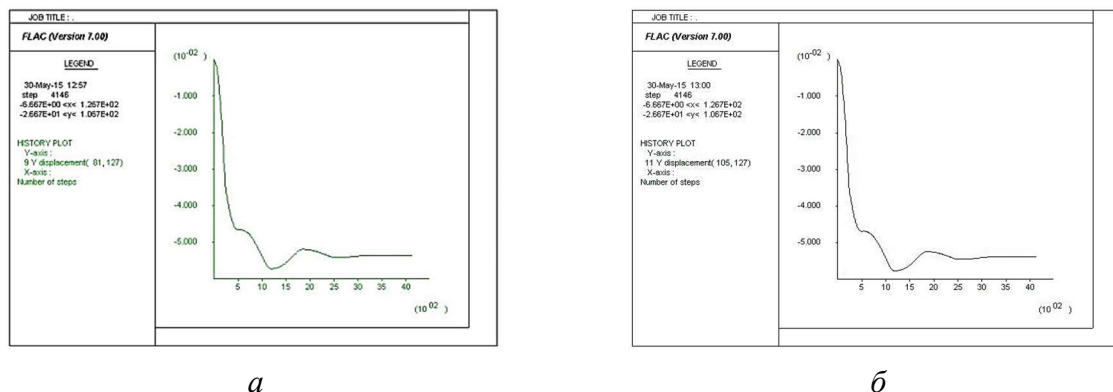 JOB TITLE : .
FLAC (Version 7.00)
LEGEND
30-May-15 12:57
step 4146
-6.667E+00 <x< 1.267E+02
-2.667E+01 <y< 1.067E+02
HISTORY PLOT
Y-axis :
9 Y displacement( 81, 127)
X-axis :
Number of steps
(10 -02 )
-1.000
-2.000
-3.000
-4.000
-5.000
5 10 15 20 25 30 35 40
(10 02 )
а
JOB TITLE : .
FLAC (Version 7.00)
LEGEND
30-May-15 13:00
step 4146
-6.667E+00 <x< 1.267E+02
-2.667E+01 <y< 1.067E+02
HISTORY PLOT
Y-axis :
11 Y displacement( 105, 127)
X-axis :
Number of steps
(10 -02 )
-1.000
-2.000
-3.000
-4.000
-5.000
5 10 15 20 25 30 35 40
(10 02 )
б